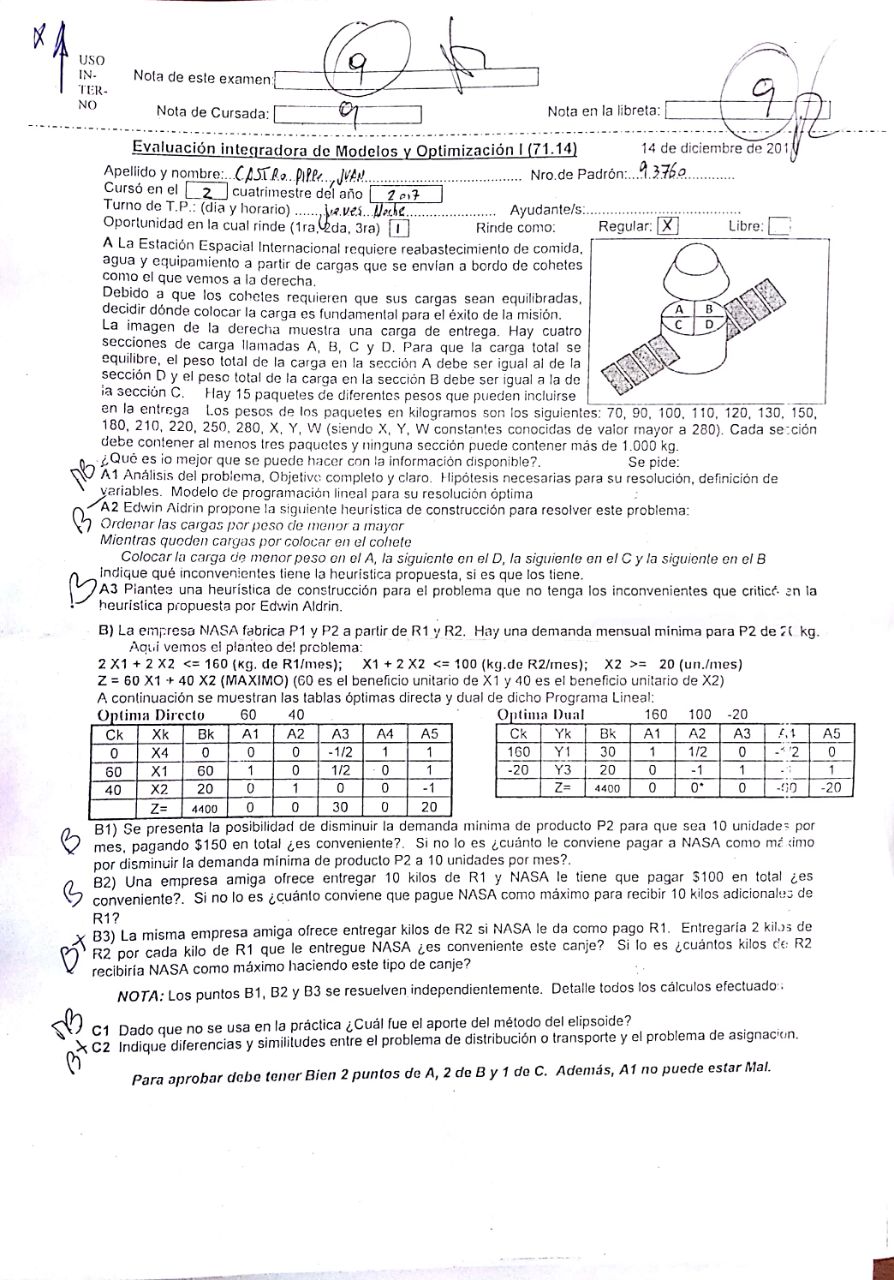 USO
IN-
TER-
NO
Nota de este examen: 9
Nota de Cursada: 9
Nota en la libreta: 9
Evaluación integradora de Modelos y Optimización I (71.14) 14 de diciembre de 201
Apellido y nombre: CASTRO PIPPO, JUAN Nro.de Padrón: 93760
Cursó en el 2 cuatrimestre del año 2017
Turno de T.P.: (día y horario) Jueves Noche Ayudante/s:
Oportunidad en la cual rinde (1ra, 2da, 3ra) 1 Rinde como: Regular: X Libre:
A La Estación Espacial Internacional requiere reabastecimiento de comida,
agua y equipamiento a partir de cargas que se envían a bordo de cohetes
como el que vemos a la derecha.
Debido a que los cohetes requieren que sus cargas sean equilibradas,
decidir dónde colocar la carga es fundamental para el éxito de la misión.
La imagen de la derecha muestra una carga de entrega. Hay cuatro
secciones de carga llamadas A, B, C y D. Para que la carga total se
equilibre, el peso total de la carga en la sección A debe ser igual al de la
sección D y el peso total de la carga en la sección B debe ser igual a la de
la sección C. Hay 15 paquetes de diferentes pesos que pueden incluirse
A B
C D
en la entrega Los pesos de los paquetes en kilogramos son los siguientes: 70, 90, 100, 110, 120, 130, 150,
180, 210, 220, 250, 280, X, Y, W (siendo X, Y, W constantes conocidas de valor mayor a 280). Cada sección
debe contener al menos tres paquetes y ninguna sección puede contener más de 1.000 kg.
¿Qué es lo mejor que se puede hacer con la información disponible?. Se pide:
A1 Análisis del problema, Objetivo completo y claro. Hipótesis necesarias para su resolución, definición de
variables. Modelo de programación lineal para su resolución óptima
A2 Edwin Aldrin propone la siguiente heurística de construcción para resolver este problema:
Ordenar las cargas por peso de menor a mayor
Mientras queden cargas por colocar en el cohete
Colocar la carga de menor peso en el A, la siguiente en el D, la siguiente en el C y la siguiente en el B
Indique qué inconvenientes tiene la heurística propuesta, si es que los tiene.
A3 Plantee una heurística de construcción para el problema que no tenga los inconvenientes que criticó en la
heurística propuesta por Edwin Aldrin.
B) La empresa NASA fabrica P1 y P2 a partir de R1 y R2. Hay una demanda mensual mínima para P2 de 20 kg.
Aquí vemos el planteo del problema:
2 X1 + 2 X2 <= 160 (kg. de R1/mes); X1 + 2 X2 <= 100 (kg.de R2/mes); X2 >= 20 (un./mes)
Z = 60 X1 + 40 X2 (MAXIMO) (60 es el beneficio unitario de X1 y 40 es el beneficio unitario de X2)
A continuación se muestran las tablas óptimas directa y dual de dicho Programa Lineal:
Optima Directo 60 40
Ck Xk Bk A1 A2 A3 A4 A5
0 X4 0 0 0 -1/2 1 1
60 X1 60 1 0 1/2 0 1
40 X2 20 0 1 0 0 -1
Z= 4400 0 0 30 0 20
Optima Dual 160 100 -20
Ck Yk Bk A1 A2 A3 A5
160 Y1 30 1 1/2 0 0
-20 Y3 20 0 -1 1 1
Z= 4400 0 0* 0 -20
B1) Se presenta la posibilidad de disminuir la demanda mínima de producto P2 para que sea 10 unidades por
mes, pagando $150 en total ¿es conveniente?. Si no lo es ¿cuánto le conviene pagar a NASA como máximo
por disminuir la demanda mínima de producto P2 a 10 unidades por mes?.
B2) Una empresa amiga ofrece entregar 10 kilos de R1 y NASA le tiene que pagar $100 en total ¿es
conveniente?. Si no lo es ¿cuánto conviene que pague NASA como máximo para recibir 10 kilos adicionales de
R1?
B3) La misma empresa amiga ofrece entregar kilos de R2 si NASA le da como pago R1. Entregaría 2 kilos de
R2 por cada kilo de R1 que le entregue NASA ¿es conveniente este canje? Si lo es ¿cuántos kilos de R2
recibiría NASA como máximo haciendo este tipo de canje?
NOTA: Los puntos B1, B2 y B3 se resuelven independientemente. Detalle todos los cálculos efectuado
C1 Dado que no se usa en la práctica ¿Cuál fue el aporte del método del elipsoide?
C2 Indique diferencias y similitudes entre el problema de distribución o transporte y el problema de asignación.
Para aprobar debe tener Bien 2 puntos de A, 2 de B y 1 de C. Además, A1 no puede estar Mal.